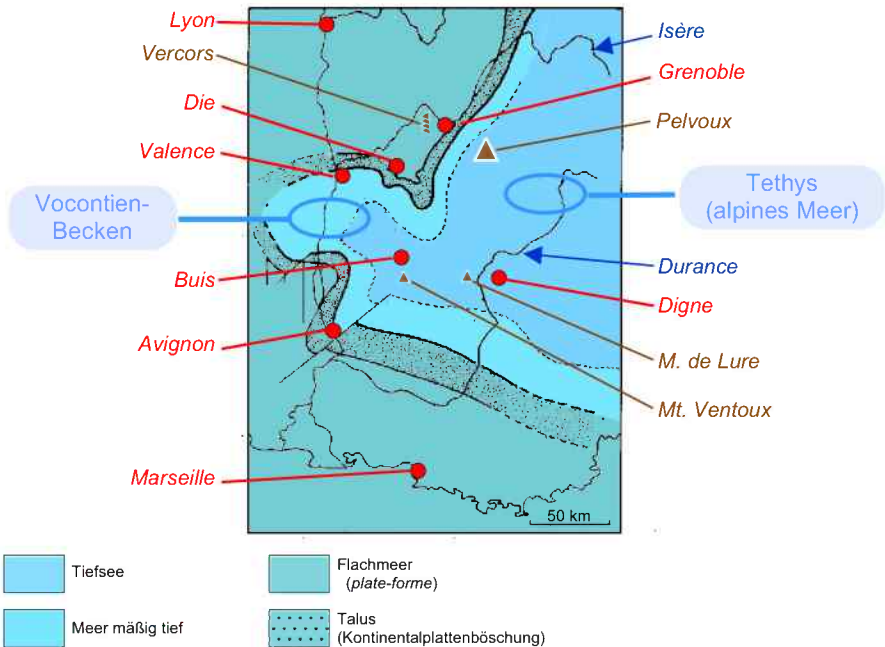 Lyon
Vercors
Die
Valence
Vocontien-
Becken
Buis
Avignon
Marseille
Isère
Grenoble
Pelvoux
Tethys
(alpines Meer)
Durance
Digne
M. de Lure
Mt. Ventoux
50 km
Tiefsee
Meer mäßig tief
Flachmeer
(plate-forme)
Talus
(Kontinentalplattenböschung)